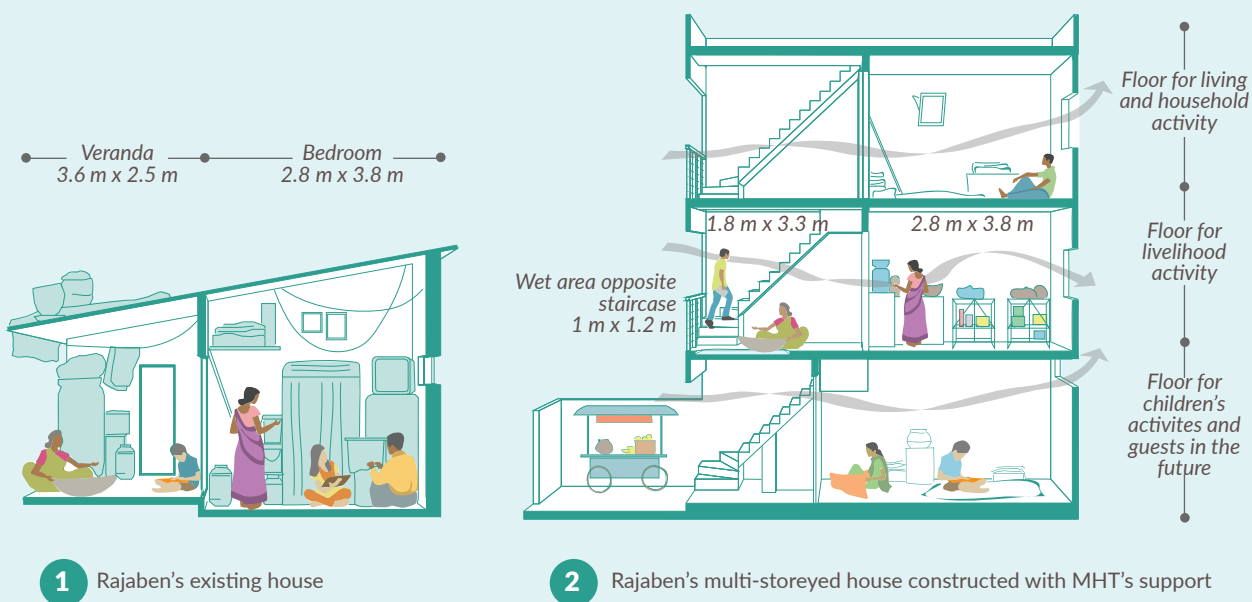 Veranda
3.6 m x 2.5 m
Bedroom
2.8 m x 3.8 m
1 Rajaben’s existing house
Floor for living
and household
activity
1.8 m x 3.3 m
2.8 m x 3.8 m
Floor for
livelihood
activity
Wet area opposite
staircase
1 m x 1.2 m
Floor for
children’s
activites and
guests in the
future
2 Rajaben’s multi-storeyed house constructed with MHT’s support